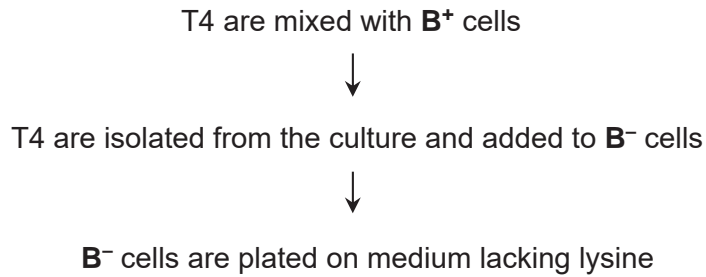 T4 are mixed with B⁺ cells
T4 are isolated from the culture and added to B⁻ cells
B⁻ cells are plated on medium lacking lysine